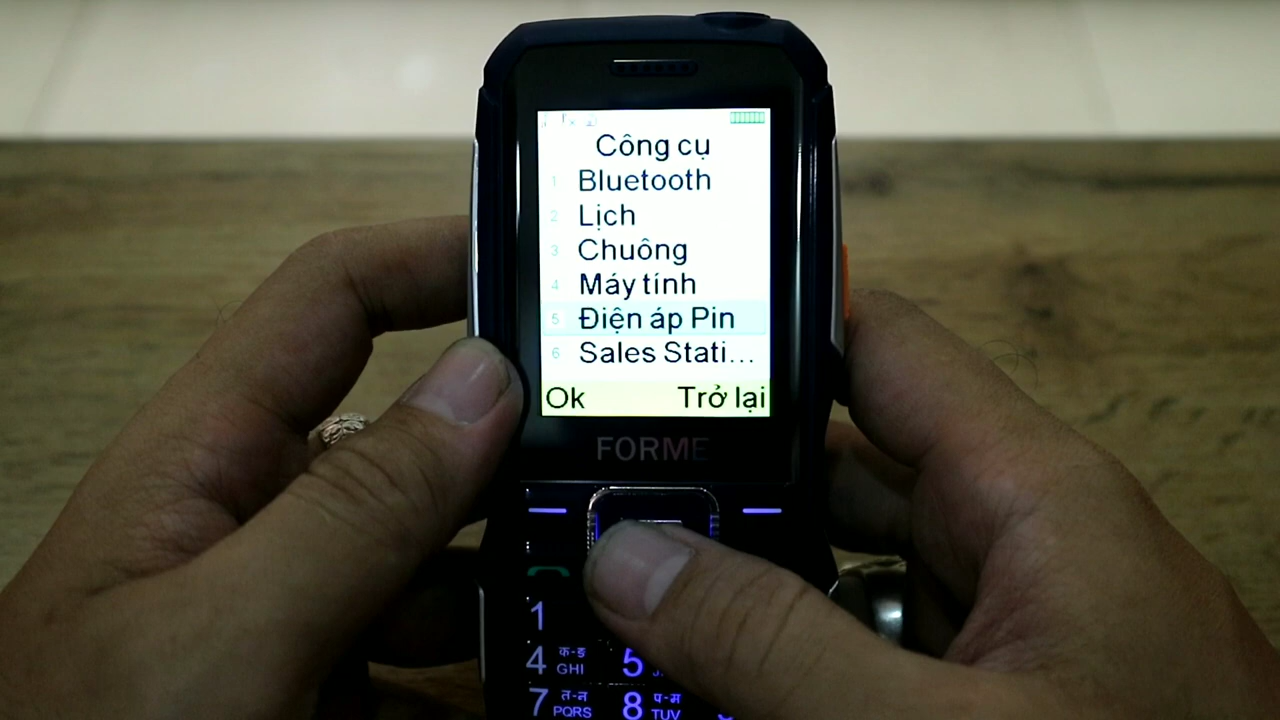 Công cụ
1 Bluetooth
2 Lịch
3 Chuông
4 Máy tính
5 Điện áp Pin
6 Sales Stati...
Ok Trở lại
FORME
1
4 क-ङ GHI 5
7 त-न PQRS 8 प-म TUV